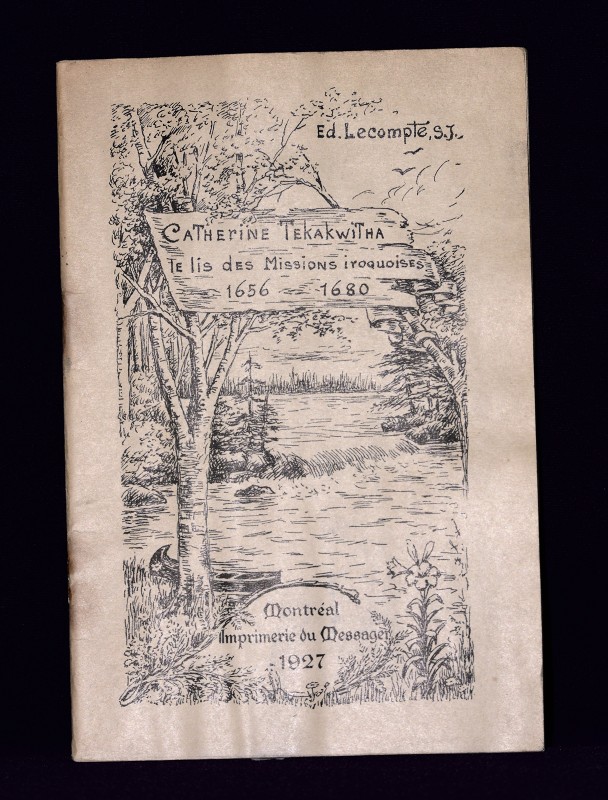 Ed. Lecompte, S.J.
CATHERINE TEKAKWITHA
le lis des Missions iroquoises
1656 — 1680
Montréal
Imprimerie du Messager
1927